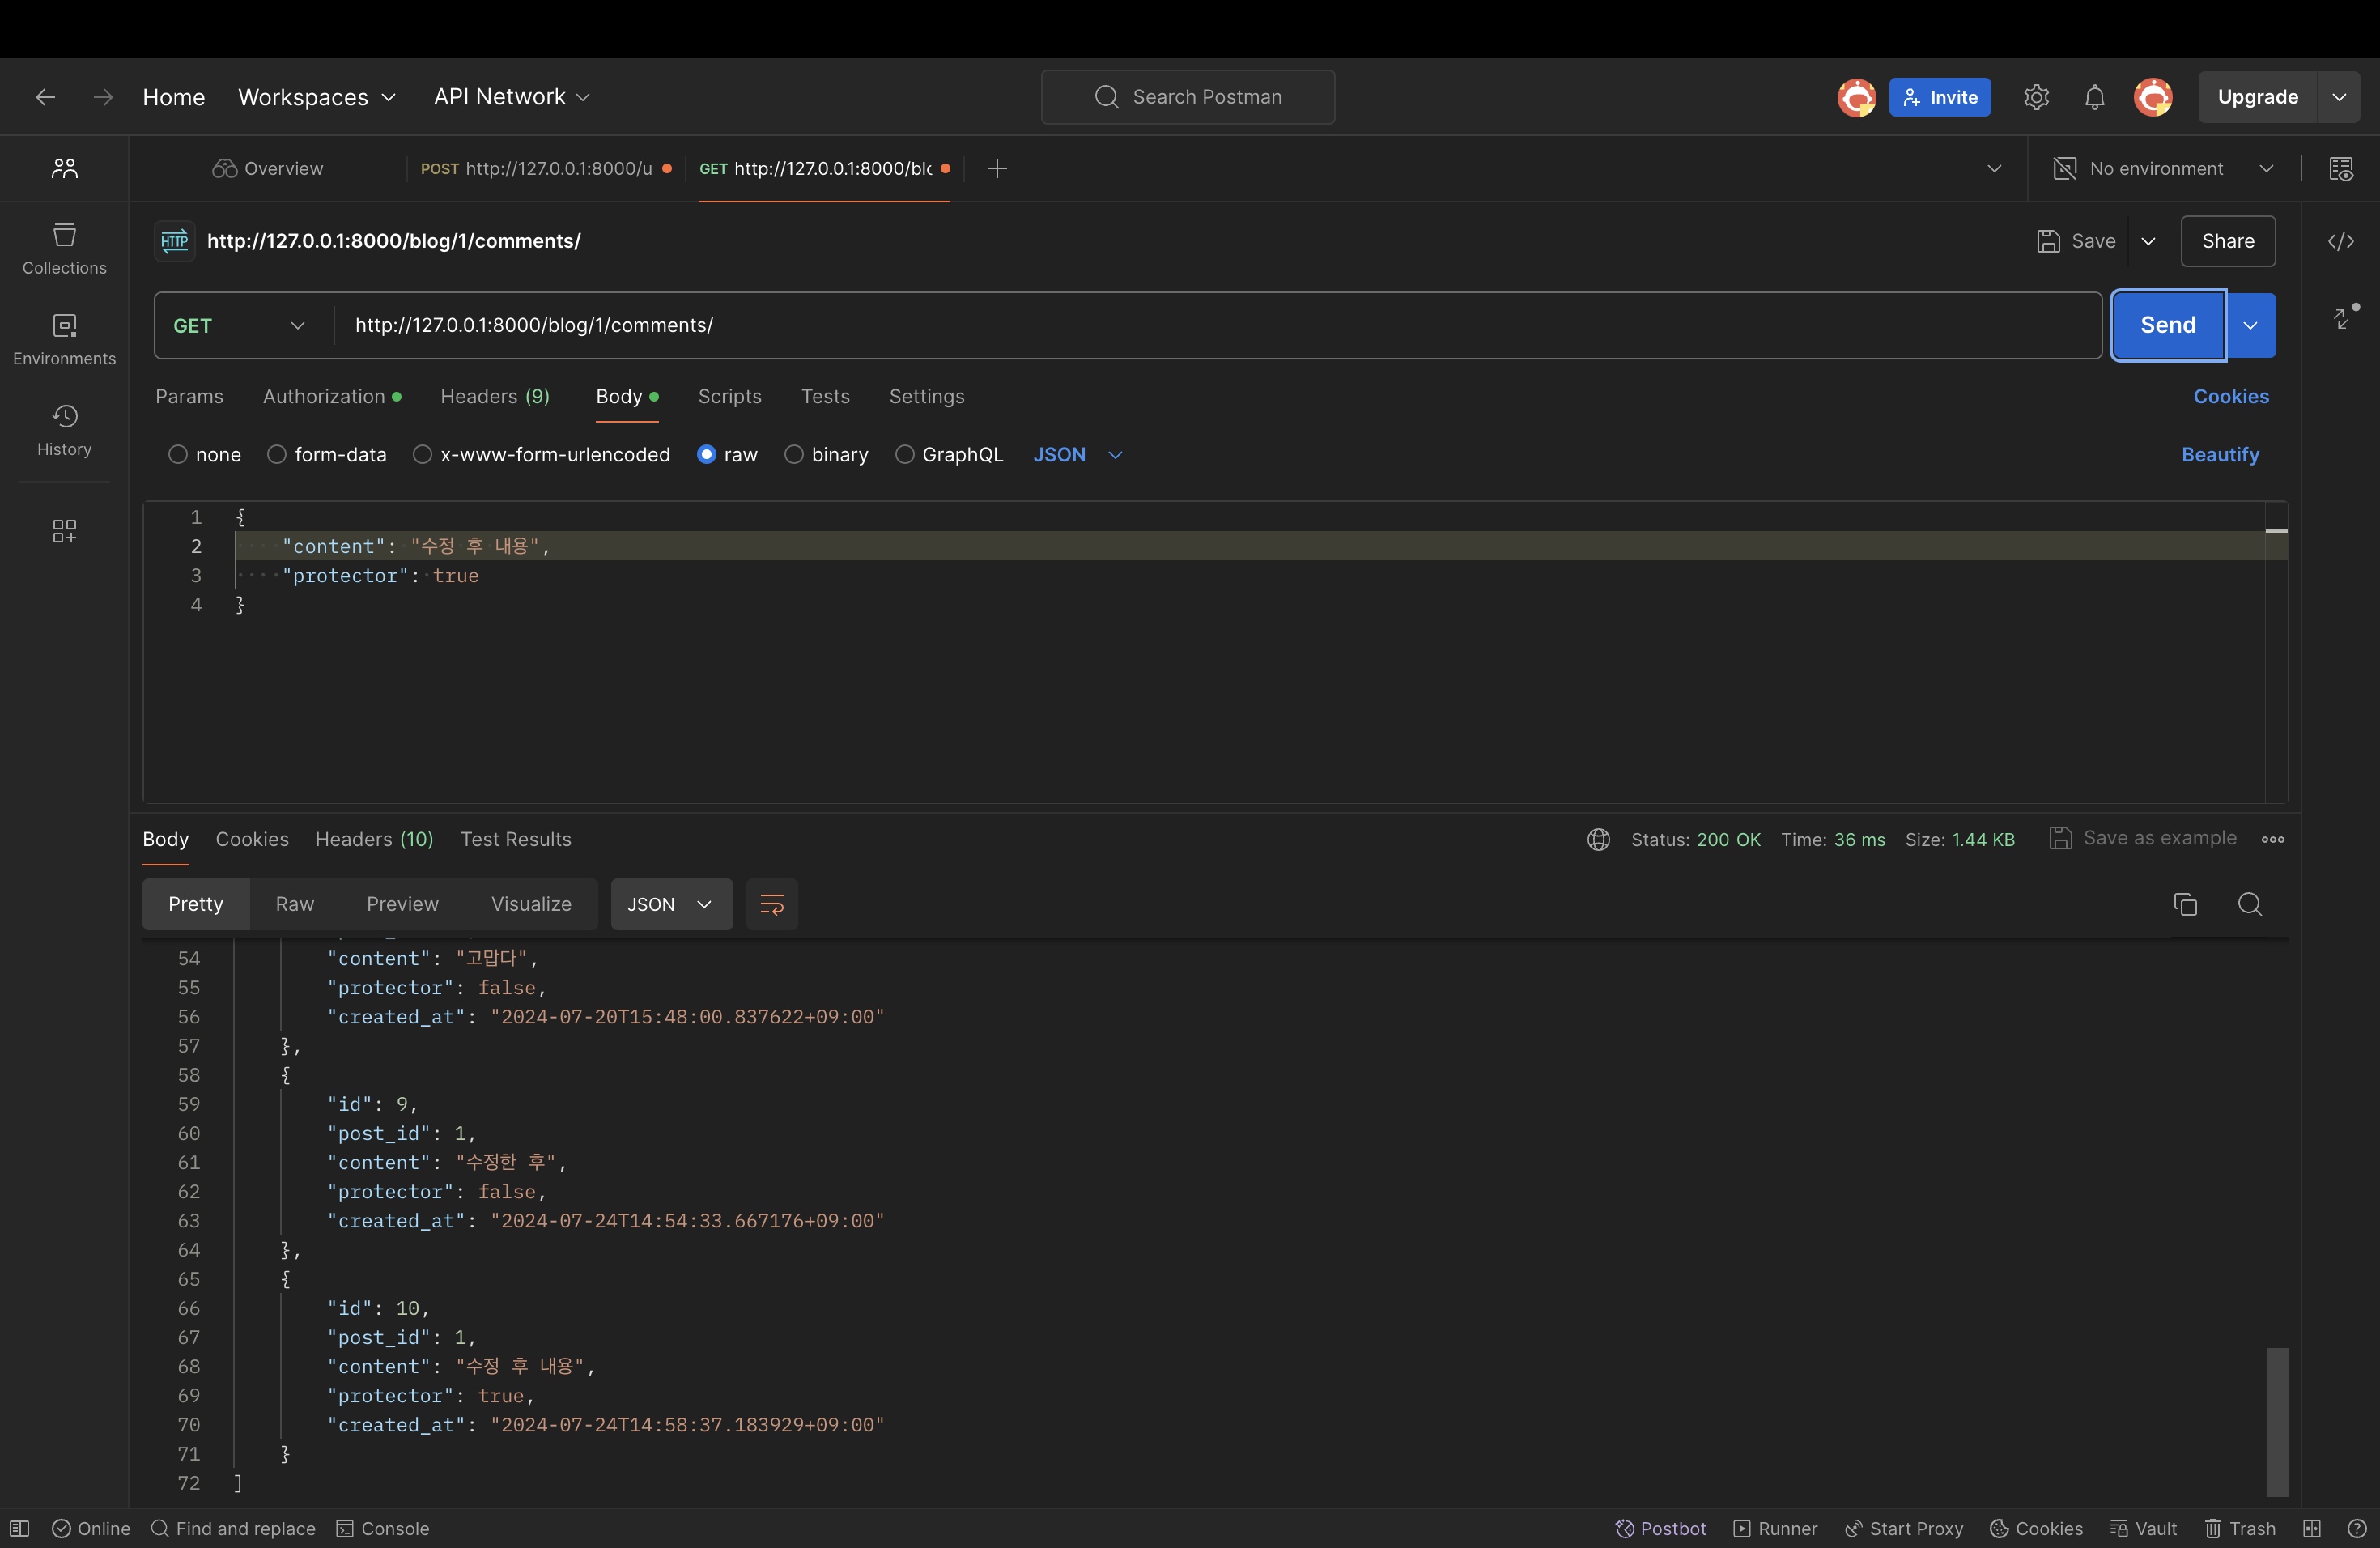 Home Workspaces API Network Search Postman Invite Upgrade
Overview POST http://127.0.0.1:8000/u GET http://127.0.0.1:8000/blc No environment
HTTP http://127.0.0.1:8000/blog/1/comments/ Save Share
Collections
Environments
History
GET http://127.0.0.1:8000/blog/1/comments/ Send
Params Authorization Headers (9) Body Scripts Tests Settings Cookies
none form-data x-www-form-urlencoded raw binary GraphQL JSON Beautify
1 {
2 "content": "수정 후 내용",
3 "protector": true
4 }
Body Cookies Headers (10) Test Results Status: 200 OK Time: 36 ms Size: 1.44 KB Save as example
Pretty Raw Preview Visualize JSON
54 "content": "고맙다",
55 "protector": false,
56 "created_at": "2024-07-20T15:48:00.837622+09:00"
57 },
58 {
59 "id": 9,
60 "post_id": 1,
61 "content": "수정한 후",
62 "protector": false,
63 "created_at": "2024-07-24T14:54:33.667176+09:00"
64 },
65 {
66 "id": 10,
67 "post_id": 1,
68 "content": "수정 후 내용",
69 "protector": true,
70 "created_at": "2024-07-24T14:58:37.183929+09:00"
71 }
72 ]
Online Find and replace Console Postbot Runner Start Proxy Cookies Vault Trash